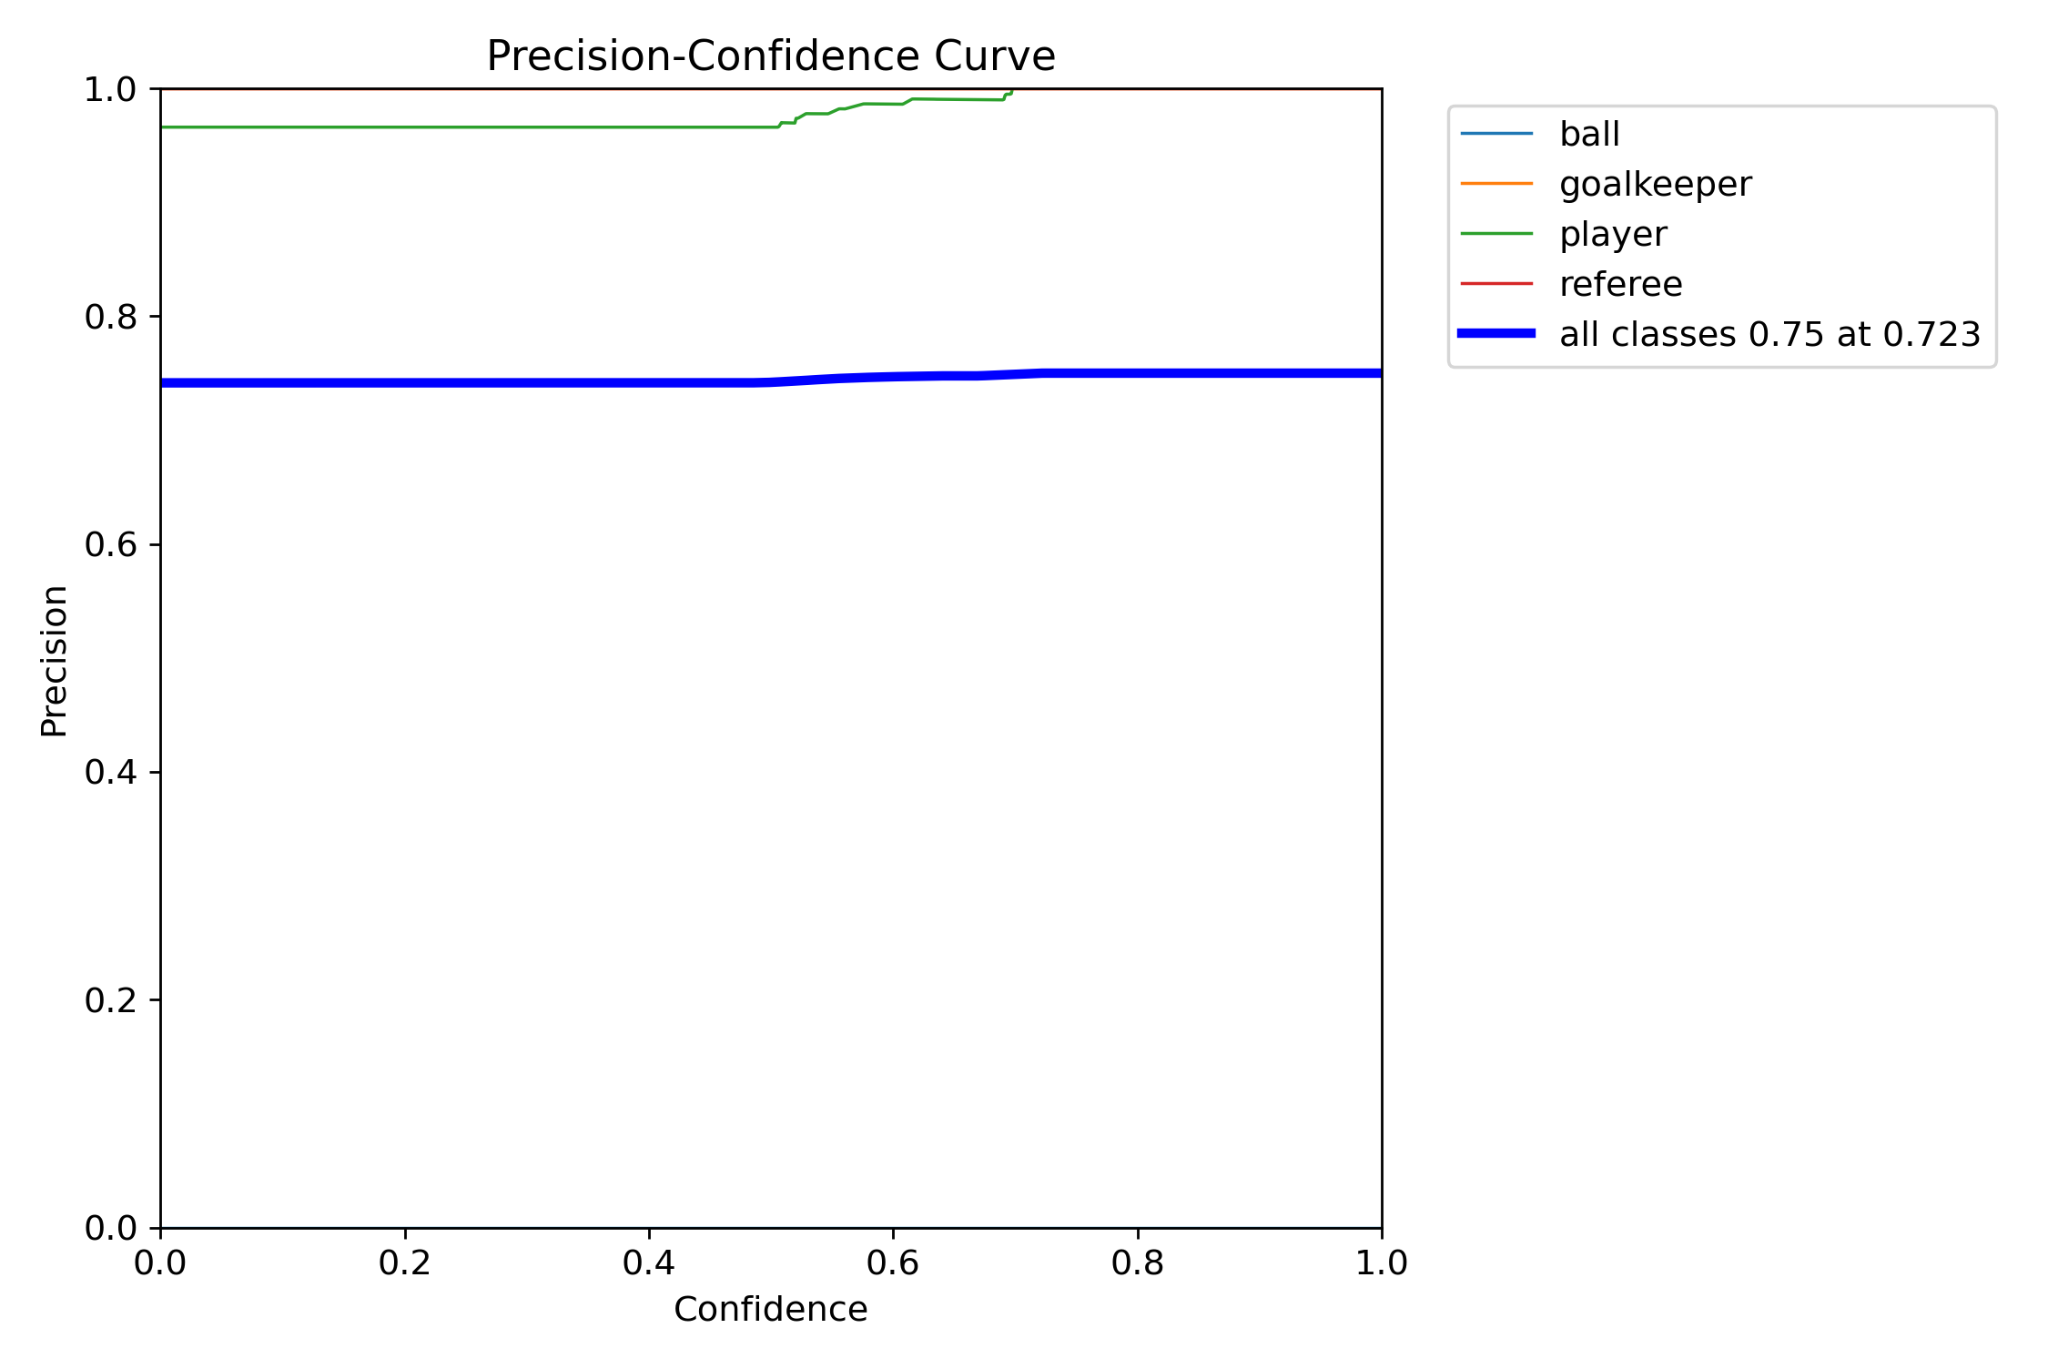 Precision-Confidence Curve
1.0
0.8
0.6
0.4
0.2
0.0
Precision
0.0 0.2 0.4 0.6 0.8 1.0
Confidence
ball
goalkeeper
player
referee
all classes 0.75 at 0.723